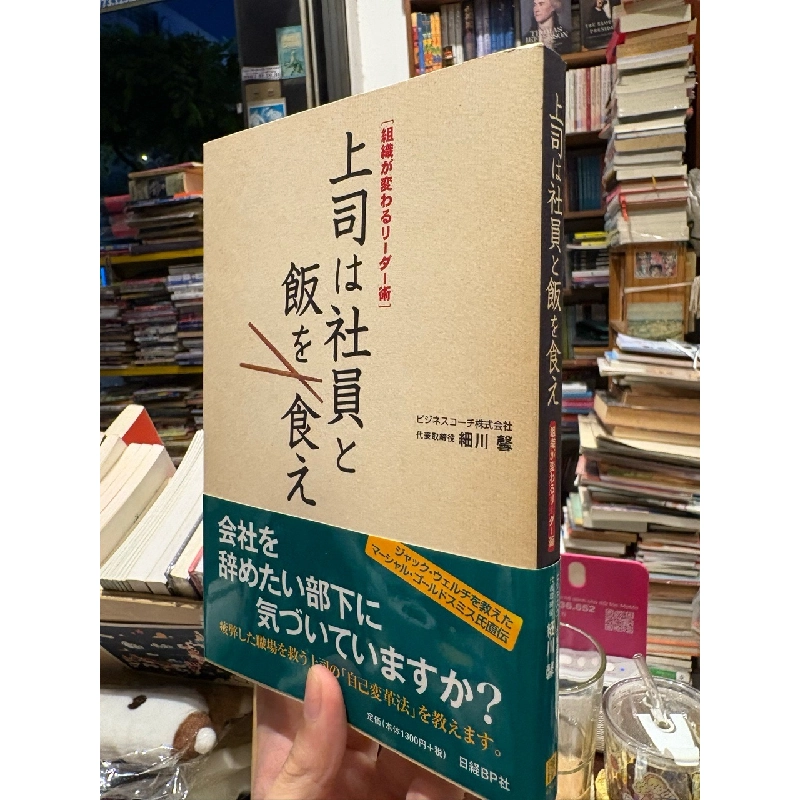 [組織が変わるリーダー術]
上司は社員と
飯を食え
ビジネスコーチ株式会社
代表取締役 細川 馨
ジャック・ウェルチを教えた
マーシャル・ゴールドスミス氏直伝
会社を
辞めたい部下に
気づいていますか?
疲弊した職場を救う上司の「自己変革法」を教えます。
定価(本体1300円+税)
日経BP社
上司は社員と飯を食え
THOMAS
JEFFERSON